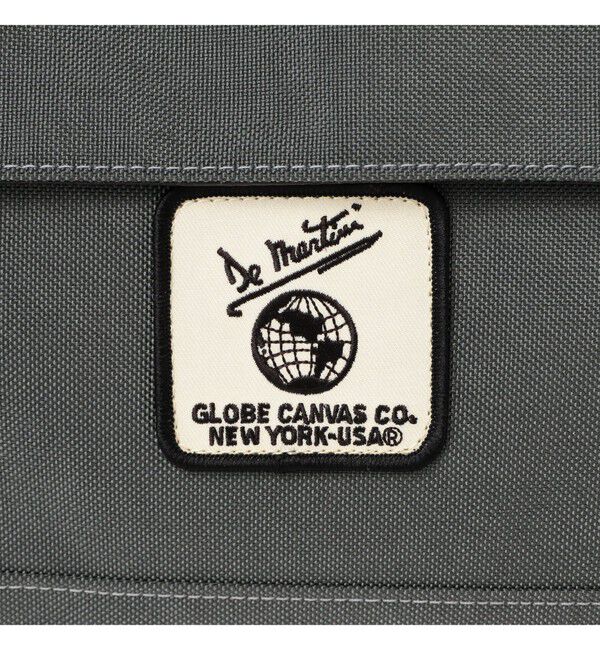 De Martini
GLOBE CANVAS CO.
NEW YORK-USA®